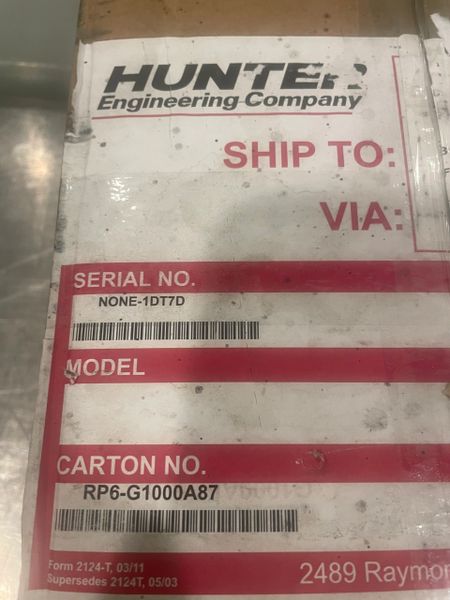 HUNTER
Engineering Company
SHIP TO:
VIA:
SERIAL NO.
NONE-1DT7D
MODEL
CARTON NO.
RP6-G1000A87
Form 2124-T, 03/11
Supersedes 2124T, 05/03
2489 Raymon